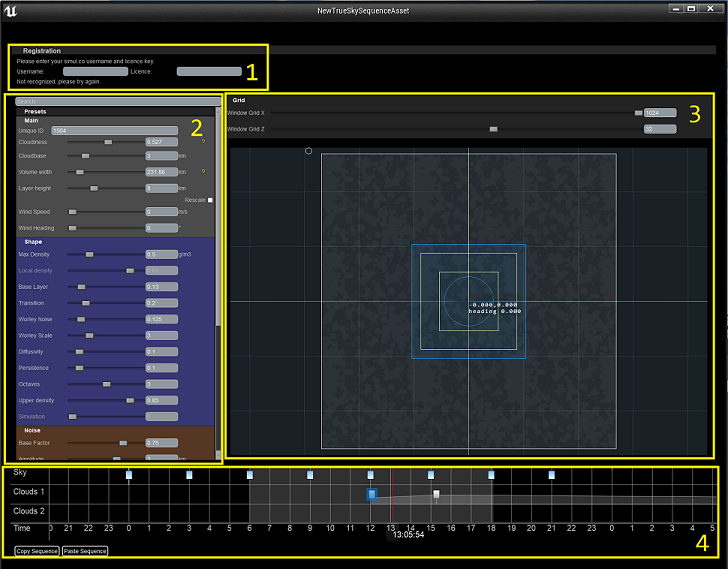 NewTrueSkySequenceAsset
Registration
Please enter your simul.co username and licence key.
Username: Licence:
Not recognized, please try again.
1
Search
Presets
2
Main
Unique ID 1504
Cloudiness 0.527
Cloudbase 3 km
Volume width 231.86 km
Layer height 8 km
Rescale
Wind Speed 0 m/s
Wind Heading 0 °
Shape
Max Density 0.5 g/m3
Local density
Base Layer 0.13
Transition 0.2
Worley Noise 0.125
Worley Scale 3
Diffusivity 0.1
Persistence 0.1
Octaves 5
Upper density 0.65
Simulation
Noise
Base Factor 0.75
Amplitude
Grid
Window Grid X 1024
3
Window Grid Z 32
-0.000,0.000
heading 0.000
Sky
Clouds 1
Clouds 2
Time 0 21 22 23 0 1 2 3 4 5 6 7 8 9 10 11 12 13 14 15 16 17 18 19 20 21 22 23 0 1 2 3 4 5
13:05:54
4
Copy Sequence Paste Sequence